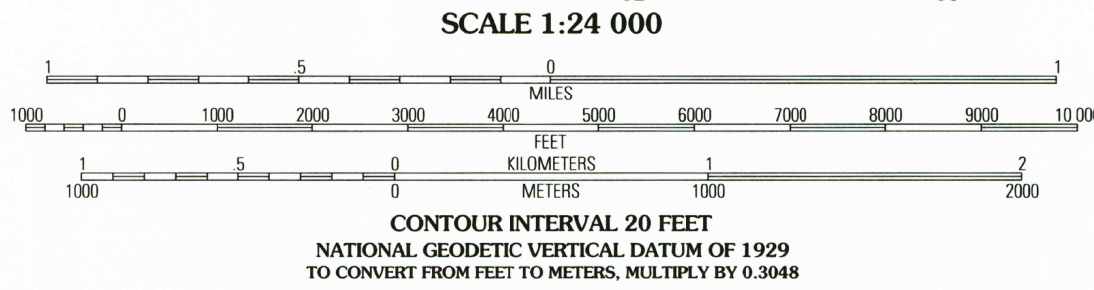 SCALE 1:24 000
1 .5 0 1
MILES
1000 0 1000 2000 3000 4000 5000 6000 7000 8000 9000 10 000
FEET
1 .5 0 KILOMETERS 1 2
1000 0 METERS 1000 2000
CONTOUR INTERVAL 20 FEET
NATIONAL GEODETIC VERTICAL DATUM OF 1929
TO CONVERT FROM FEET TO METERS, MULTIPLY BY 0.3048